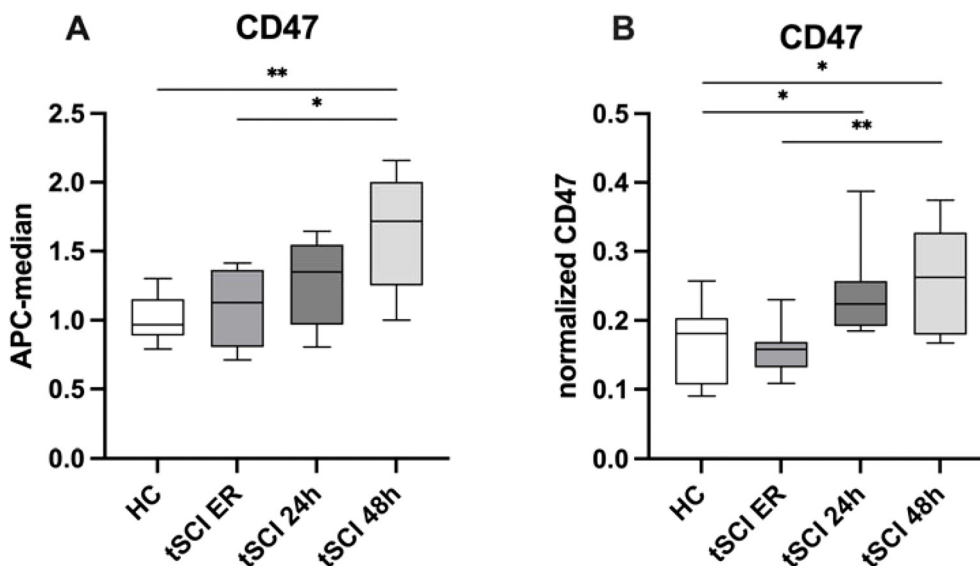 A
CD47
**
*
APC-median
2.5
2.0
1.5
1.0
0.5
0.0
HC
tSCI ER
tSCI 24h
tSCI 48h
B
CD47
*
*
**
normalized CD47
0.5
0.4
0.3
0.2
0.1
0.0
HC
tSCI ER
tSCI 24h
tSCI 48h